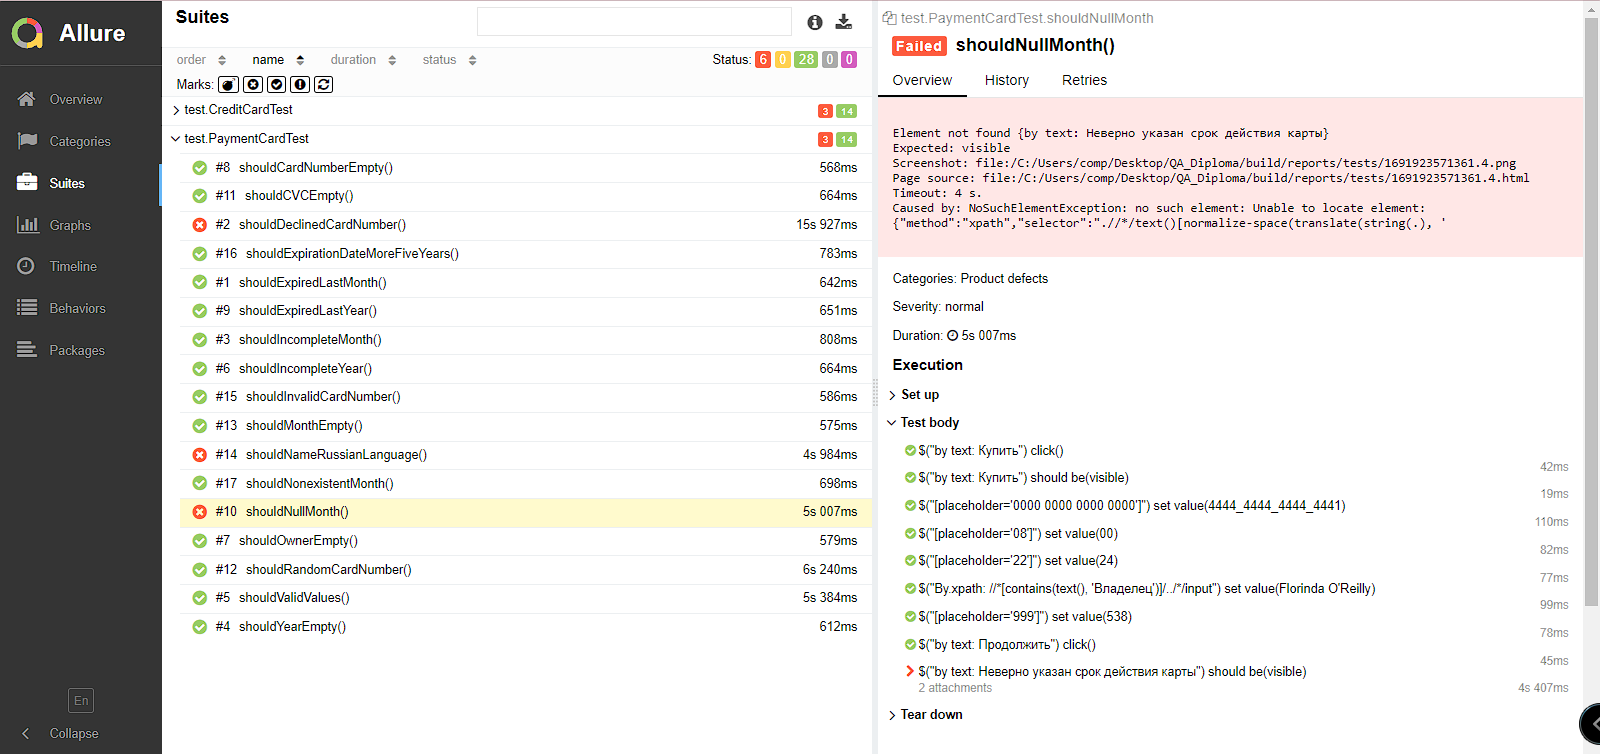 Allure
Overview
Categories
Suites
Graphs
Timeline
Behaviors
Packages
En
Collapse
Suites
order name duration status Status: 6 0 28 0 0
Marks:
test.CreditCardTest 3 14
test.PaymentCardTest 3 14
#8 shouldCardNumberEmpty() 568ms
#11 shouldCVCEmpty() 664ms
#2 shouldDeclinedCardNumber() 15s 927ms
#16 shouldExpirationDateMoreFiveYears() 783ms
#1 shouldExpiredLastMonth() 642ms
#9 shouldExpiredLastYear() 651ms
#3 shouldIncompleteMonth() 808ms
#6 shouldIncompleteYear() 664ms
#15 shouldInvalidCardNumber() 586ms
#13 shouldMonthEmpty() 575ms
#14 shouldNameRussianLanguage() 4s 984ms
#17 shouldNonexistentMonth() 698ms
#10 shouldNullMonth() 5s 007ms
#7 shouldOwnerEmpty() 579ms
#12 shouldRandomCardNumber() 6s 240ms
#5 shouldValidValues() 5s 384ms
#4 shouldYearEmpty() 612ms
test.PaymentCardTest.shouldNullMonth
Failed shouldNullMonth()
Overview History Retries
Element not found {by text: Неверно указан срок действия карты}
Expected: visible
Screenshot: file:/C:/Users/comp/Desktop/QA_Diploma/build/reports/tests/1691923571361.4.png
Page source: file:/C:/Users/comp/Desktop/QA_Diploma/build/reports/tests/1691923571361.4.html
Timeout: 4 s.
Caused by: NoSuchElementException: no such element: Unable to locate element:
{"method":"xpath","selector":".//*/text()[normalize-space(translate(string(.), '
Categories: Product defects
Severity: normal
Duration: 5s 007ms
Execution
Set up
Test body
$("by text: Купить") click()
42ms
$("by text: Купить") should be(visible)
19ms
$("[placeholder='0000 0000 0000 0000']") set value(4444_4444_4444_4441)
110ms
$("[placeholder='08']") set value(00)
82ms
$("[placeholder='22']") set value(24)
77ms
$("By.xpath: //*[contains(text(), 'Владелец')]/../*/input") set value(Florinda O'Reilly)
99ms
$("[placeholder='999']") set value(538)
78ms
$("by text: Продолжить") click()
45ms
$("by text: Неверно указан срок действия карты") should be(visible)
2 attachments 4s 407ms
Tear down